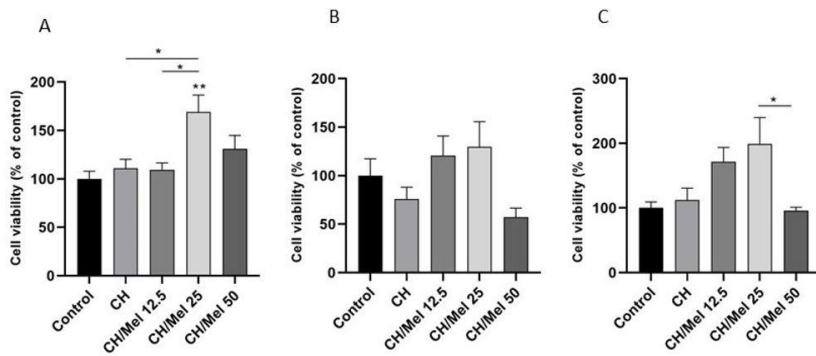 A
Cell viability (% of control)
200
150
100
50
0
*
*
**
Control
CH
CH/Mel 12.5
CH/Mel 25
CH/Mel 50
B
Cell viability (% of control)
200
150
100
50
0
Control
CH
CH/Mel 12.5
CH/Mel 25
CH/Mel 50
C
Cell viability (% of control)
300
200
100
0
*
Control
CH
CH/Mel 12.5
CH/Mel 25
CH/Mel 50